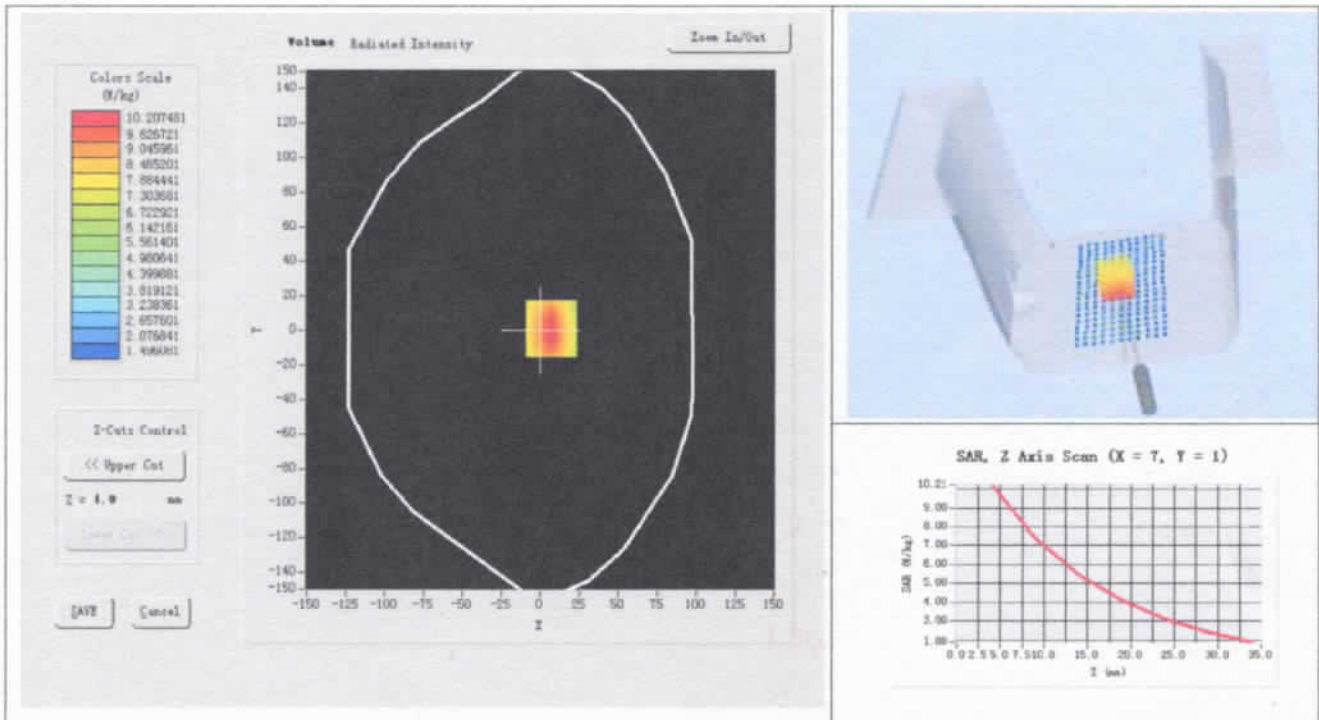 Volume Radiated Intensity
Zoom In/Out
Colors Scale
(W/kg)
10.207481
9.626721
9.045961
8.465201
7.884441
7.303681
6.722921
6.142161
5.561401
4.980641
4.399881
3.819121
3.238361
2.657601
2.076841
1.496081
Z-Cuts Control
<< Upper Cut
Z = 4.0 mm
SAVE Cancel
150
140
100
80
60
40
20
0
-20
-40
-60
-80
-100
-120
-140
-150
Y
-150 -125 -100 -75 -50 -25 0 25 50 75 100 125 150
X
SAR, Z Axis Scan (X = 7, Y = 1)
SAR (W/kg)
10.21
9.00
8.00
7.00
6.00
5.00
4.00
3.00
1.88
0.0 2.5 5.0 7.5 10.0 15.0 20.0 25.0 30.0 35.0
Z (mm)